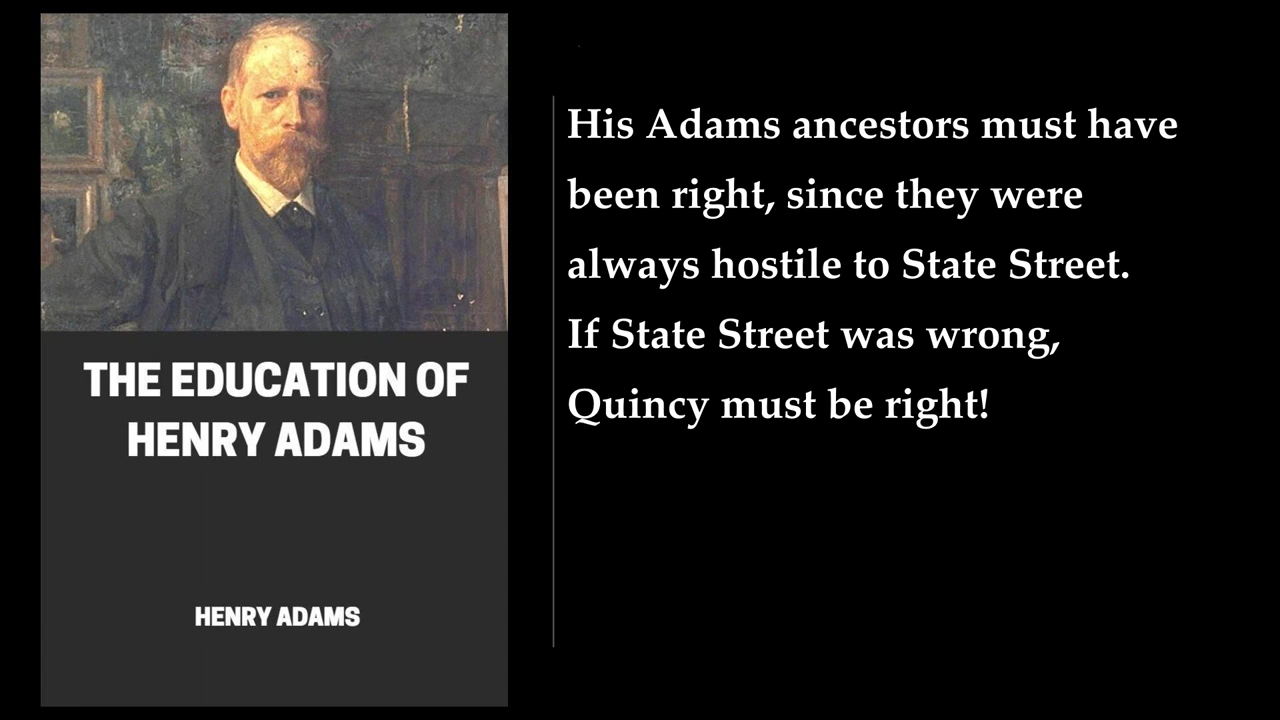 THE EDUCATION OF
HENRY ADAMS
HENRY ADAMS
His Adams ancestors must have
been right, since they were
always hostile to State Street.
If State Street was wrong,
Quincy must be right!